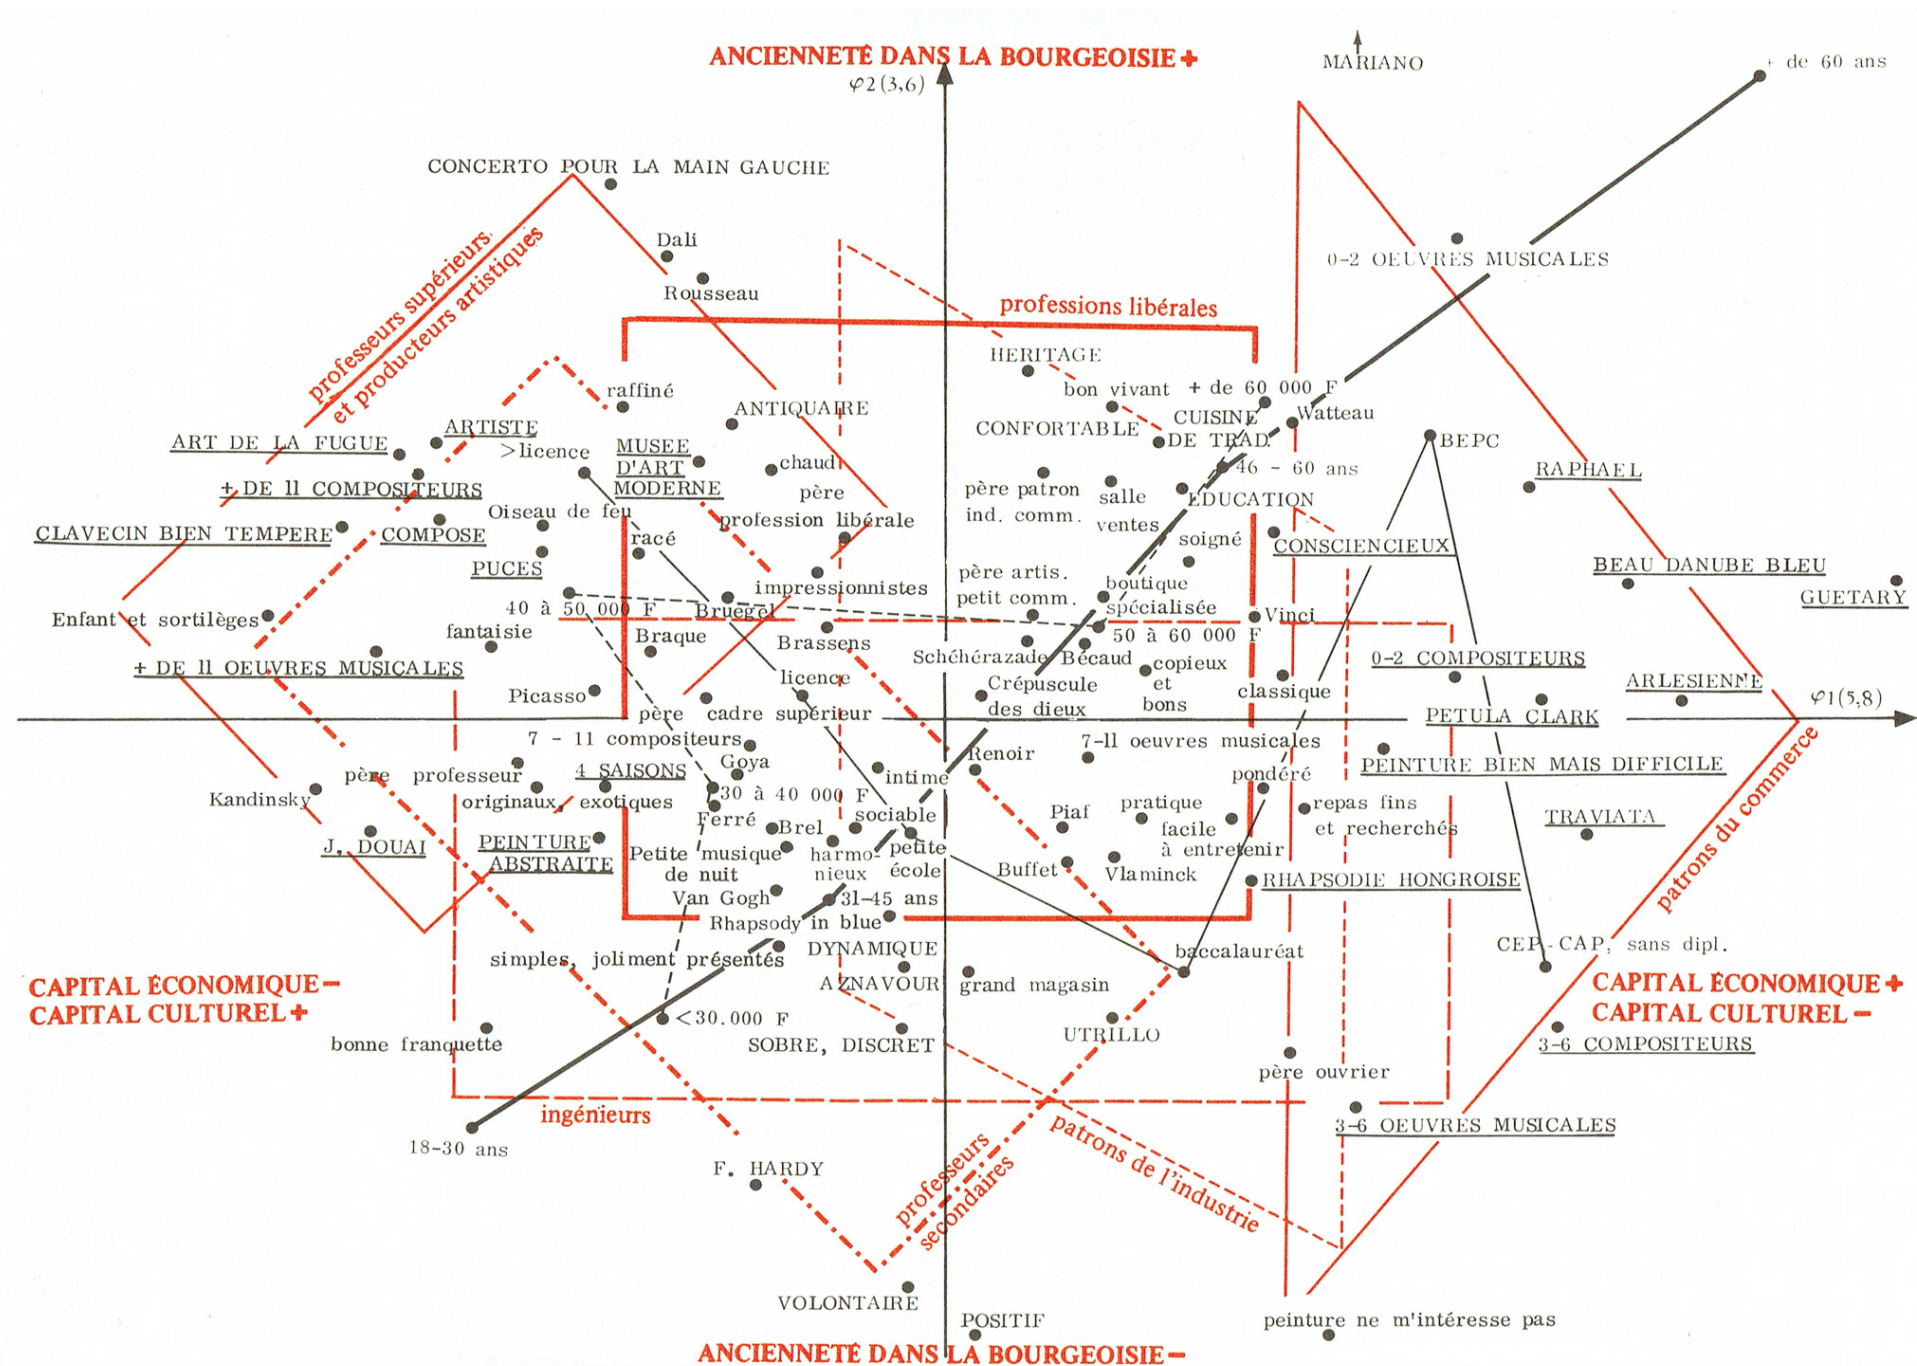 ANCIENNETÉ DANS LA BOURGEOISIE +
φ2(3,6)
MARIANO
+ de 60 ans
CONCERTO POUR LA MAIN GAUCHE
professeurs supérieurs
et producteurs artistiques
Dali
Rousseau
0-2 OEUVRES MUSICALES
professions libérales
HERITAGE
bon vivant
+ de 60 000 F
raffiné
ANTIQUAIRE
CUISINE
DE TRAD.
Watteau
CONFORTABLE
ARTISTE
ART DE LA FUGUE
>licence
MUSEE
D'ART
MODERNE
chaud
BEPC
46 - 60 ans
RAPHAEL
+ DE 11 COMPOSITEURS
père
profession libérale
père patron
ind. comm.
salle
ventes
EDUCATION
Oiseau de feu
CLAVECIN BIEN TEMPERE
COMPOSE
racé
soigné
CONSCIENCIEUX
PUCES
impressionnistes
père artis.
petit comm.
boutique
spécialisée
BEAU DANUBE BLEU
GUETARY
40 à 50,000 F
Bruegel
Vinci
Enfant et sortilèges
fantaisie
Braque
Brassens
50 à 60 000 F
Schéhérazade
Bécaud
copieux
et
bons
0-2 COMPOSITEURS
+ DE 11 OEUVRES MUSICALES
licence
Crépuscule
des dieux
classique
ARLESIENNE
Picasso
φ1(5,8)
père cadre supérieur
PETULA CLARK
7 - 11 compositeurs
Goya
Renoir
7-11 oeuvres musicales
père professeur
4 SAISONS
intime
pondéré
PEINTURE BIEN MAIS DIFFICILE
Kandinsky
originaux, exotiques
30 à 40 000 F
Ferré
sociable
Piaf
pratique
facile
à entretenir
repas fins
et recherchés
TRAVIATA
patrons du commerce
J. DOUAI
PEINTURE
ABSTRAITE
Brel
Petite musique
de nuit
harmo-
nieux
petite
école
Buffet
Vlaminck
RHAPSODIE HONGROISE
Van Gogh
31-45 ans
Rhapsody in blue
simples, joliment présentés
DYNAMIQUE
baccalauréat
CEP-CAP, sans dipl.
AZNAVOUR
grand magasin
CAPITAL ÉCONOMIQUE −
CAPITAL CULTUREL +
CAPITAL ÉCONOMIQUE +
CAPITAL CULTUREL −
<30.000 F
bonne franquette
SOBRE, DISCRET
UTRILLO
3-6 COMPOSITEURS
père ouvrier
ingénieurs
3-6 OEUVRES MUSICALES
18-30 ans
F. HARDY
professeurs
secondaires
patrons de l'industrie
VOLONTAIRE
POSITIF
peinture ne m'intéresse pas
ANCIENNETÉ DANS LA BOURGEOISIE −